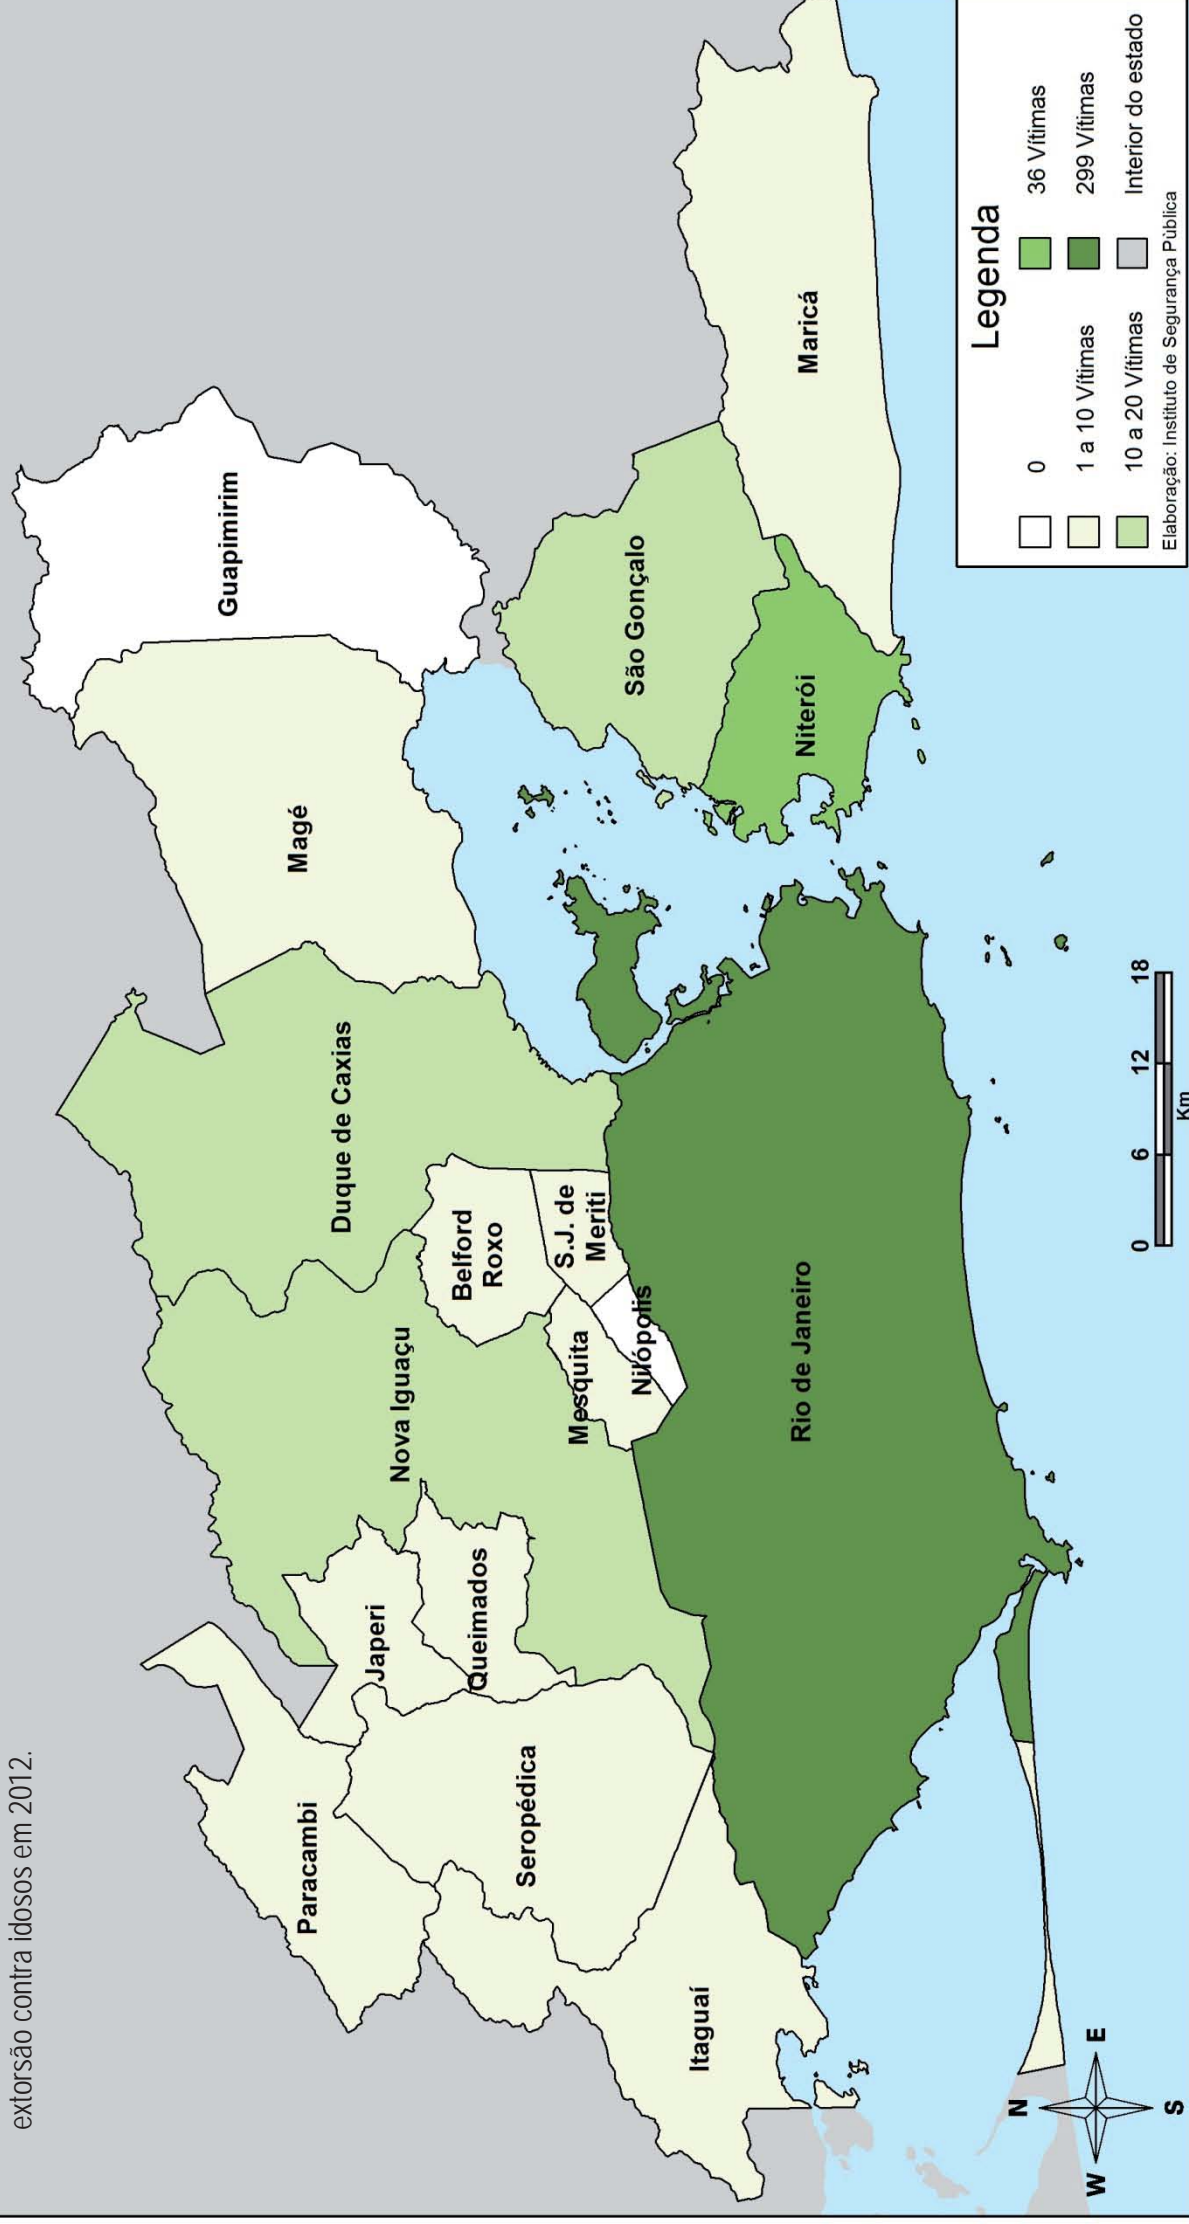 extorsão contra idosos em 2012.
Guapimirim
Magé
Duque de Caxias
Paracambi
Japeri
Nova Iguaçu
Belford
Roxo
Queimados
Seropédica
S.J. de
Meriti
Mesquita
Nilópolis
São Gonçalo
Itaguaí
Rio de Janeiro
Niterói
Maricá
Legenda
0
36 Vítimas
1 a 10 Vítimas
299 Vítimas
10 a 20 Vítimas
Interior do estado
Elaboração: Instituto de Segurança Pública
0 6 12 18
Km
N
W E
S